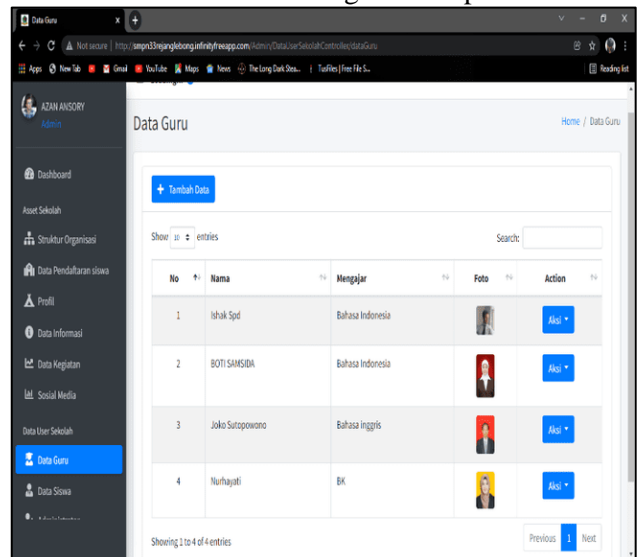 Data Guru
Not secure | http://smpn33rejanglebong.infinityfreeapp.com/Admin/DataUserSekolahController/dataGuru
Apps New Tab Gmail YouTube Maps News The Long Dark Stea... TusFiles | Free File S... Reading list
AZAN ANSORY
Admin
Dashboard
Asset Sekolah
Struktur Organisasi
Data Pendaftaran siswa
Profil
Data Informasi
Data Kegiatan
Sosial Media
Data User Sekolah
Data Guru
Data Siswa
Data Guru
Home / Data Guru
+ Tambah Data
Show 10 entries
Search:
No Nama Mengajar Foto Action
1 Ishak Spd Bahasa Indonesia Aksi
2 BOTI SAMSIDA Bahasa Indonesia Aksi
3 Joko Sutopowono Bahasa inggris Aksi
4 Nurhayati BK Aksi
Showing 1 to 4 of 4 entries
Previous 1 Next